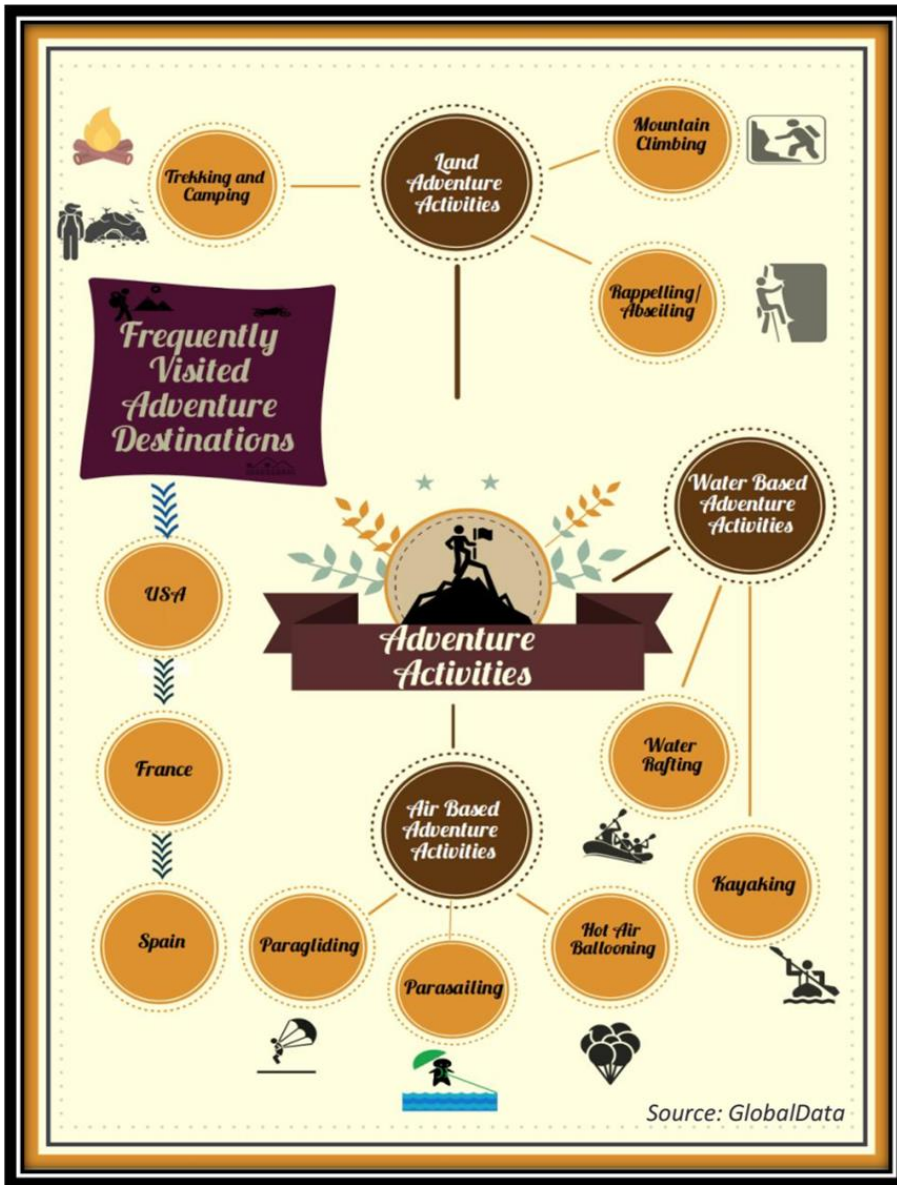 Land
Adventure
Activities
Trekking and
Camping
Mountain
Climbing
Rappelling/
Abseiling
Frequently
Visited
Adventure
Destinations
USA
France
Spain
Water Based
Adventure
Activities
Adventure
Activities
Water
Rafting
Kayaking
Air Based
Adventure
Activities
Paragliding
Parasailing
Hot Air
Ballooning
Source: GlobalData